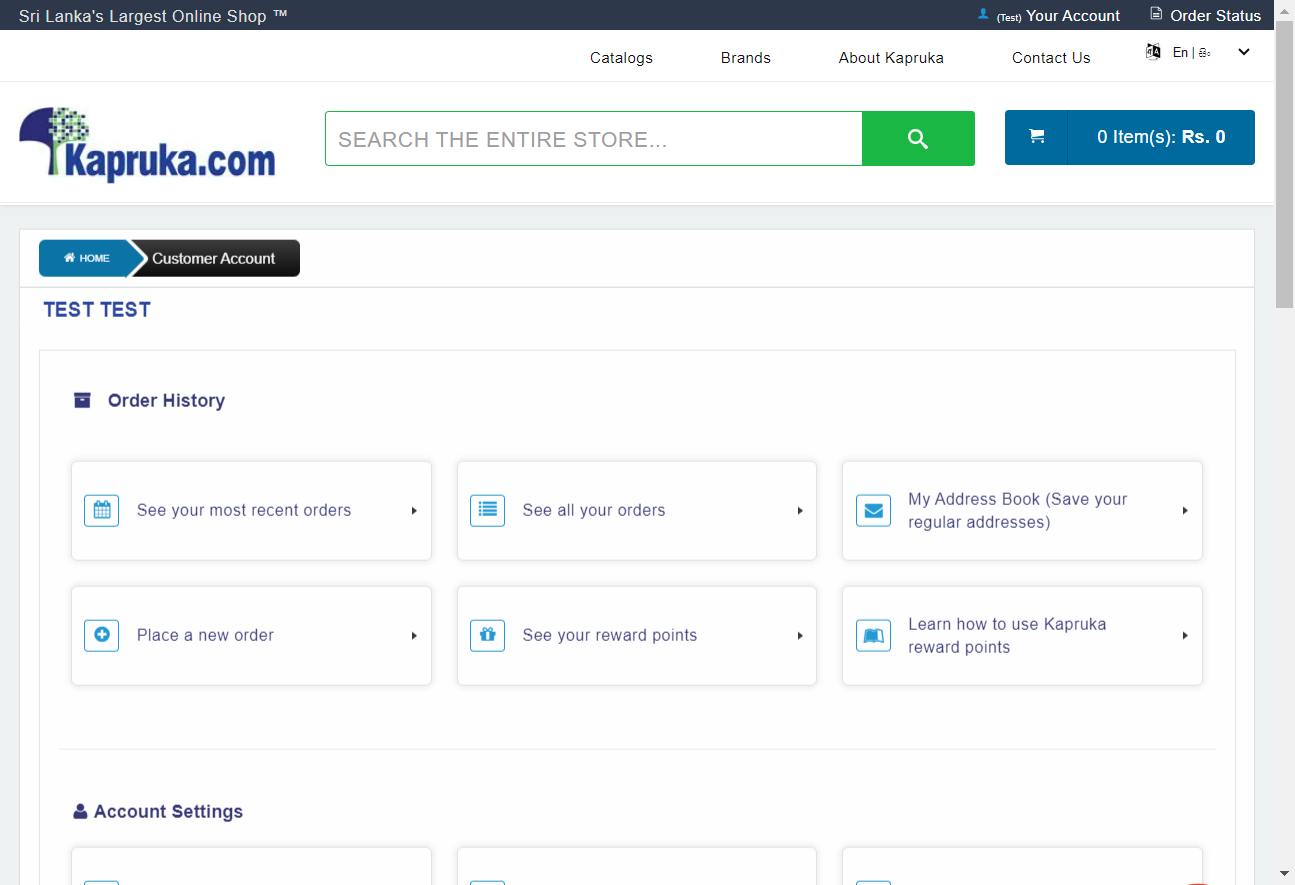 Sri Lanka's Largest Online Shop ™
(Test) Your Account
Order Status
Catalogs
Brands
About Kapruka
Contact Us
En |
Kapruka.com
SEARCH THE ENTIRE STORE...
0 Item(s): Rs. 0
HOME
Customer Account
TEST TEST
Order History
See your most recent orders
See all your orders
My Address Book (Save your
regular addresses)
Place a new order
See your reward points
Learn how to use Kapruka
reward points
Account Settings